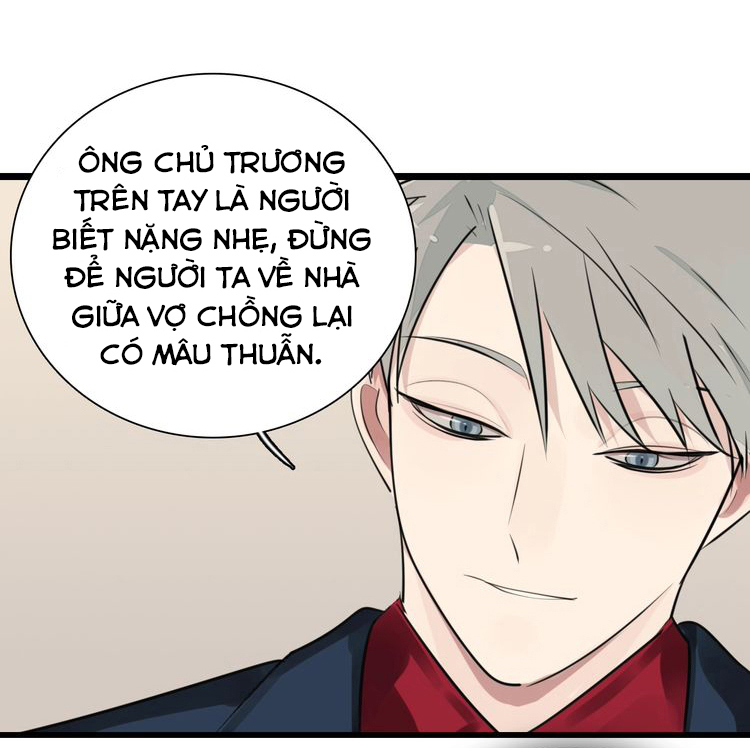 ÔNG CHỦ TRƯƠNG
TRÊN TAY LÀ NGƯỜI
BIẾT NẶNG NHẸ, ĐỪNG
ĐỂ NGƯỜI TA VỀ NHÀ
GIỮA VỢ CHỒNG LẠI
CÓ MÂU THUẪN.